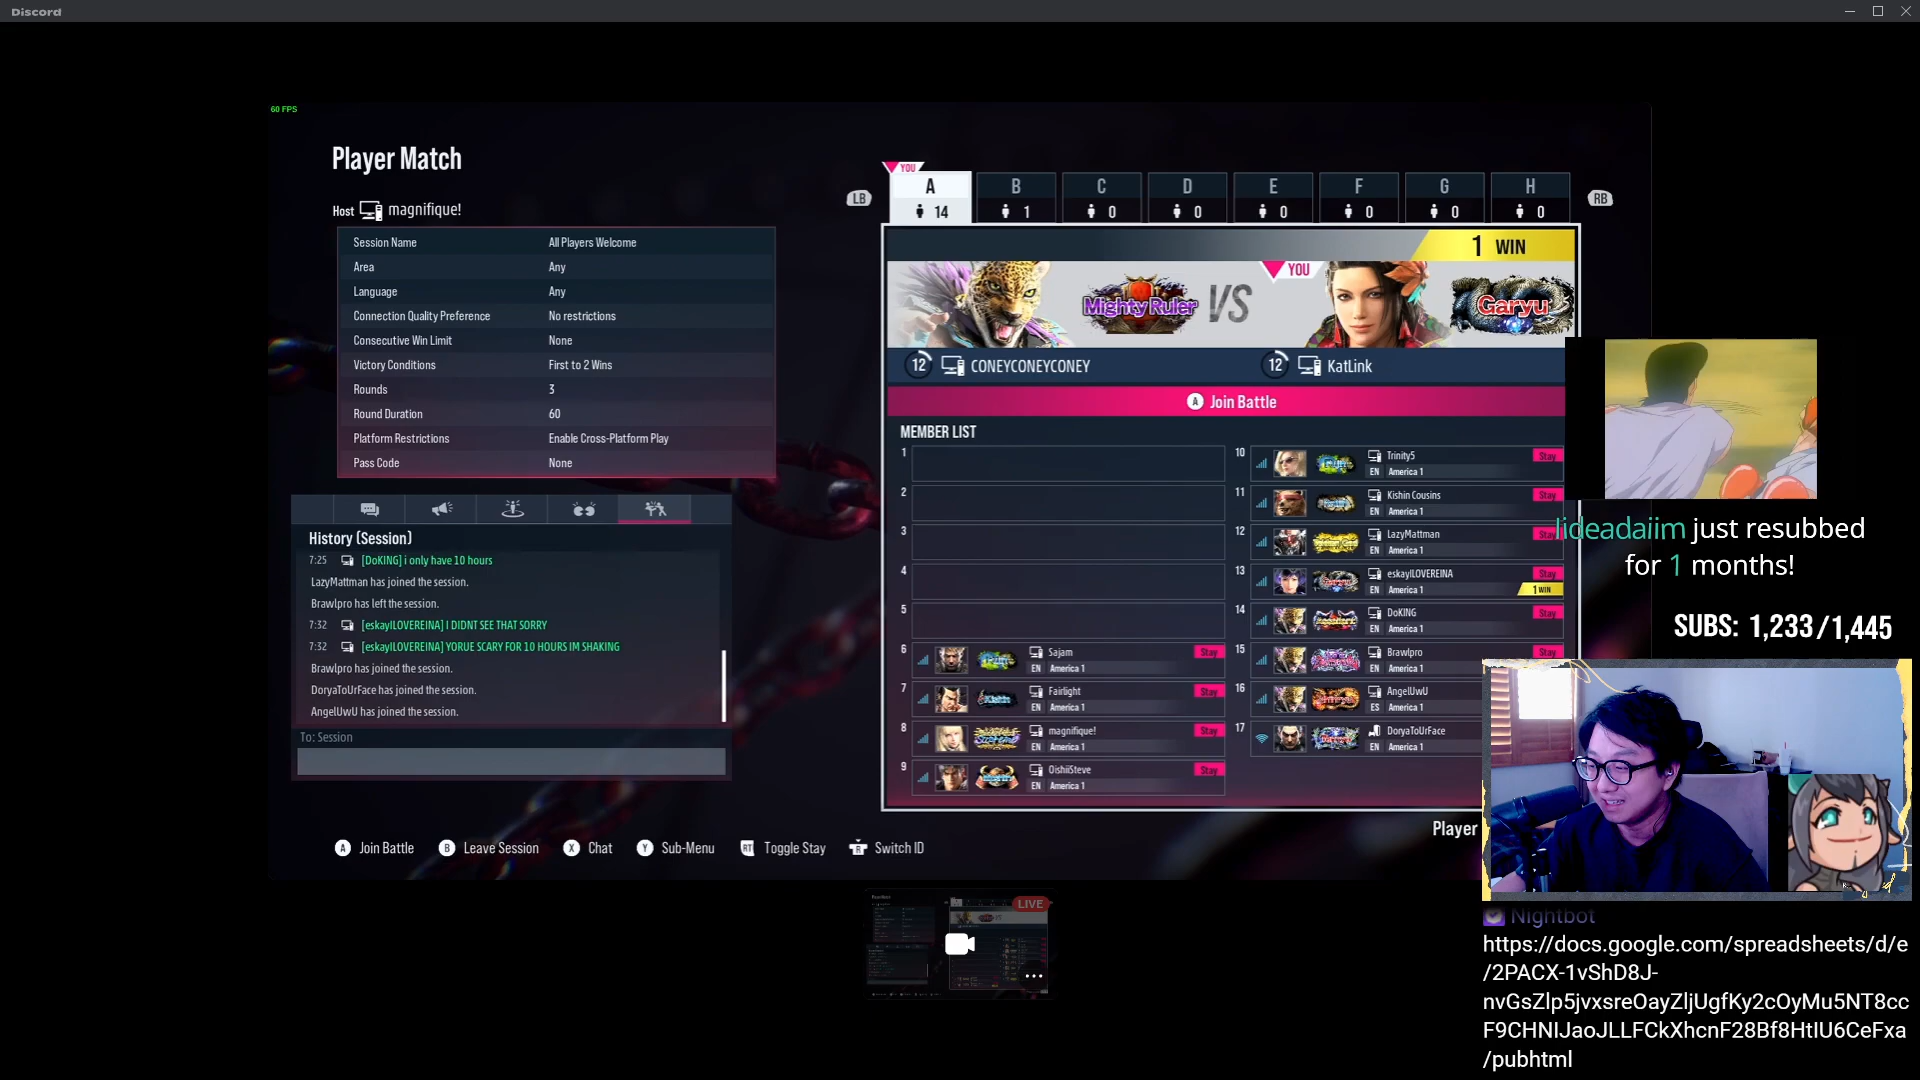 Discord
60 FPS
Player Match
Host magnifique!
Session Name All Players Welcome
Area Any
Language Any
Connection Quality Preference No restrictions
Consecutive Win Limit None
Victory Conditions First to 2 Wins
Rounds 3
Round Duration 60
Platform Restrictions Enable Cross-Platform Play
Pass Code None
History (Session)
7:25 [DoKING] i only have 10 hours
LazyMattman has joined the session.
Brawlpro has left the session.
7:32 [eskaylLOVEREINA] I DIDNT SEE THAT SORRY
7:32 [eskaylLOVEREINA] YORUE SCARY FOR 10 HOURS IM SHAKING
Brawlpro has joined the session.
DoryaToUrFace has joined the session.
AngelUwU has joined the session.
To: Session
A Join Battle B Leave Session X Chat Y Sub-Menu RT Toggle Stay R Switch ID
YOU
LB A B C D E F G H RB
14 1 0 0 0 0 0 0
1 WIN
YOU
Mighty Ruler VS Garyu
12 CONEYCONEYCONEY 12 KatLink
A Join Battle
MEMBER LIST
1
2
3
4
5
6 Sajam Stay
EN America 1
7 Fairlight Stay
EN America 1
8 magnifique! Stay
EN America 1
9 OishiiSteve Stay
EN America 1
10 Trinity5 Stay
EN America 1
11 Kishin Cousins Stay
EN America 1
12 LazyMattman Stay
EN America 1
13 eskaylLOVEREINA Stay
EN America 1 1 WIN
14 DoKING Stay
EN America 1
15 Brawlpro Stay
EN America 1
16 AngelUwU
ES America 1
17 DoryaToUrFace
EN America 1
Player
LIVE
lideadaiim just resubbed
for 1 months!
SUBS: 1,233/1,445
Nightbot
https://docs.google.com/spreadsheets/d/e
/2PACX-1vShD8J-
nvGsZlp5jvxsreOayZljUgfKy2cOyMu5NT8cc
F9CHNIJaoJLLFCkXhcnF28Bf8HtIU6CeFxa
/pubhtml